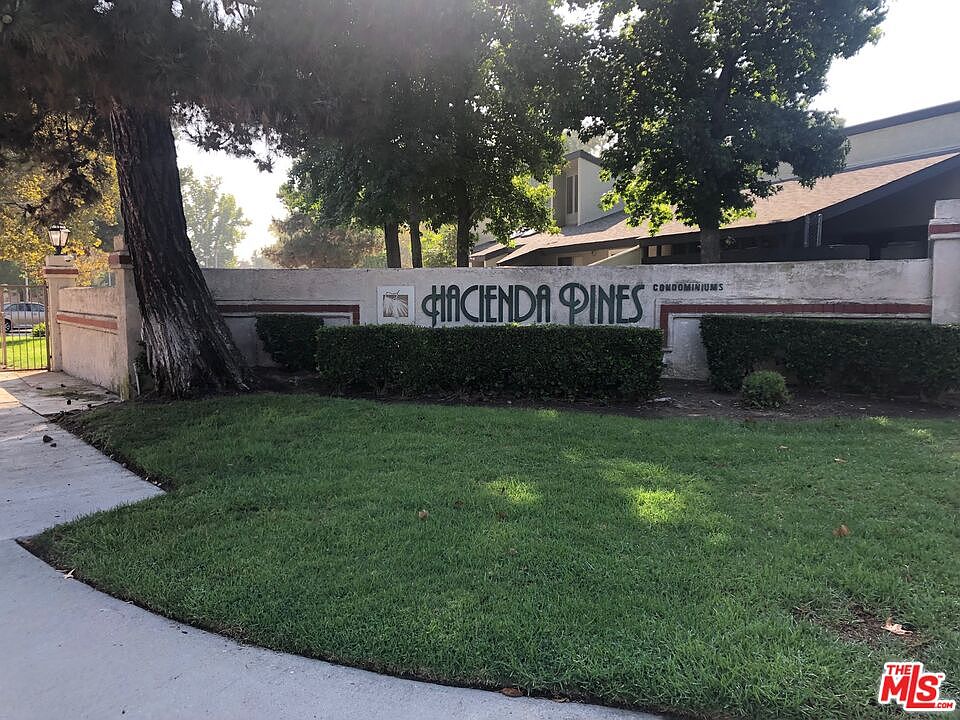 HACIENDA PINES CONDOMINIUMS
THE
MLS.COM